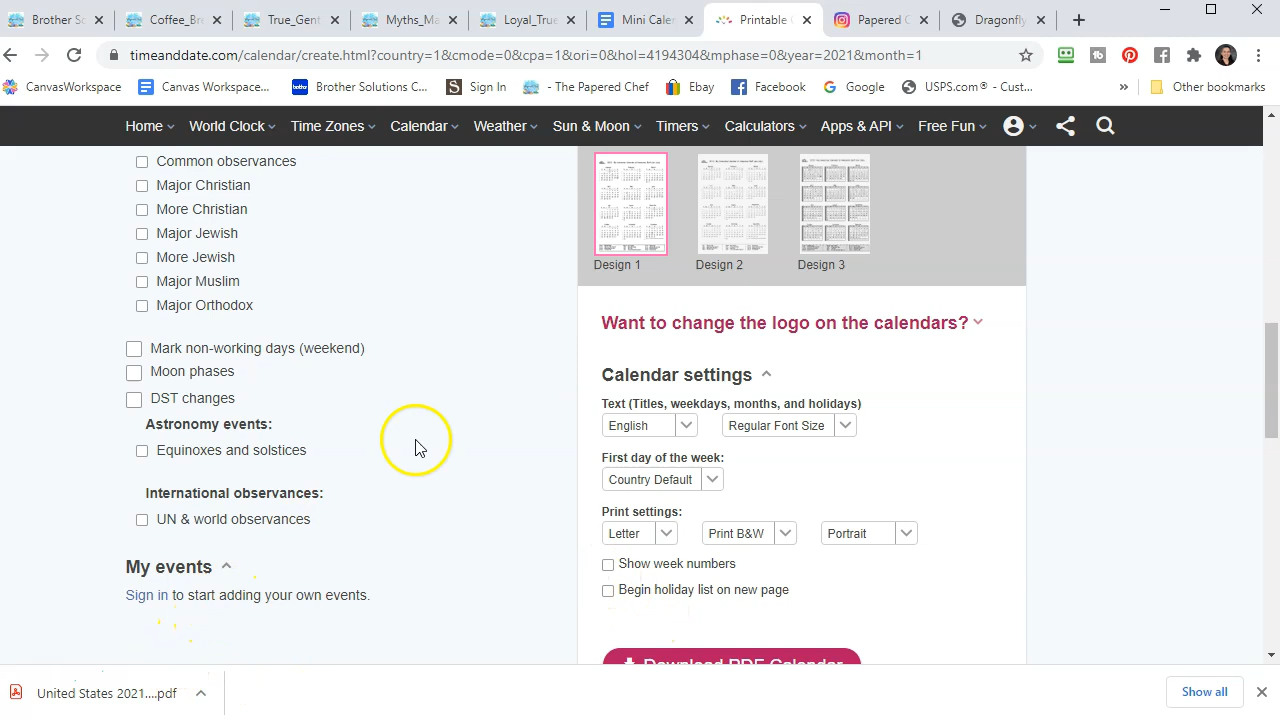 Brother S
Coffee_Br
True_Gent
Myths_Ma
Loyal_True
Mini Caler
Printable
Papered C
Dragonfly
timeanddate.com/calendar/create.html?country=1&cmode=0&cpa=1&ori=0&hol=4194304&mphase=0&year=2021&month=1
CanvasWorkspace
Canvas Workspace...
Brother Solutions C...
Sign In
- The Papered Chef
Ebay
Facebook
Google
USPS.com® - Cust...
»
Other bookmarks
Home
World Clock
Time Zones
Calendar
Weather
Sun & Moon
Timers
Calculators
Apps & API
Free Fun
Common observances
Major Christian
More Christian
Major Jewish
More Jewish
Major Muslim
Major Orthodox
Mark non-working days (weekend)
Moon phases
DST changes
Astronomy events:
Equinoxes and solstices
International observances:
UN & world observances
My events
Sign in to start adding your own events.
Design 1
Design 2
Design 3
Want to change the logo on the calendars?
Calendar settings
Text (Titles, weekdays, months, and holidays)
English
Regular Font Size
First day of the week:
Country Default
Print settings:
Letter
Print B&W
Portrait
Show week numbers
Begin holiday list on new page
Download PDF Calendar
United States 2021....pdf
Show all